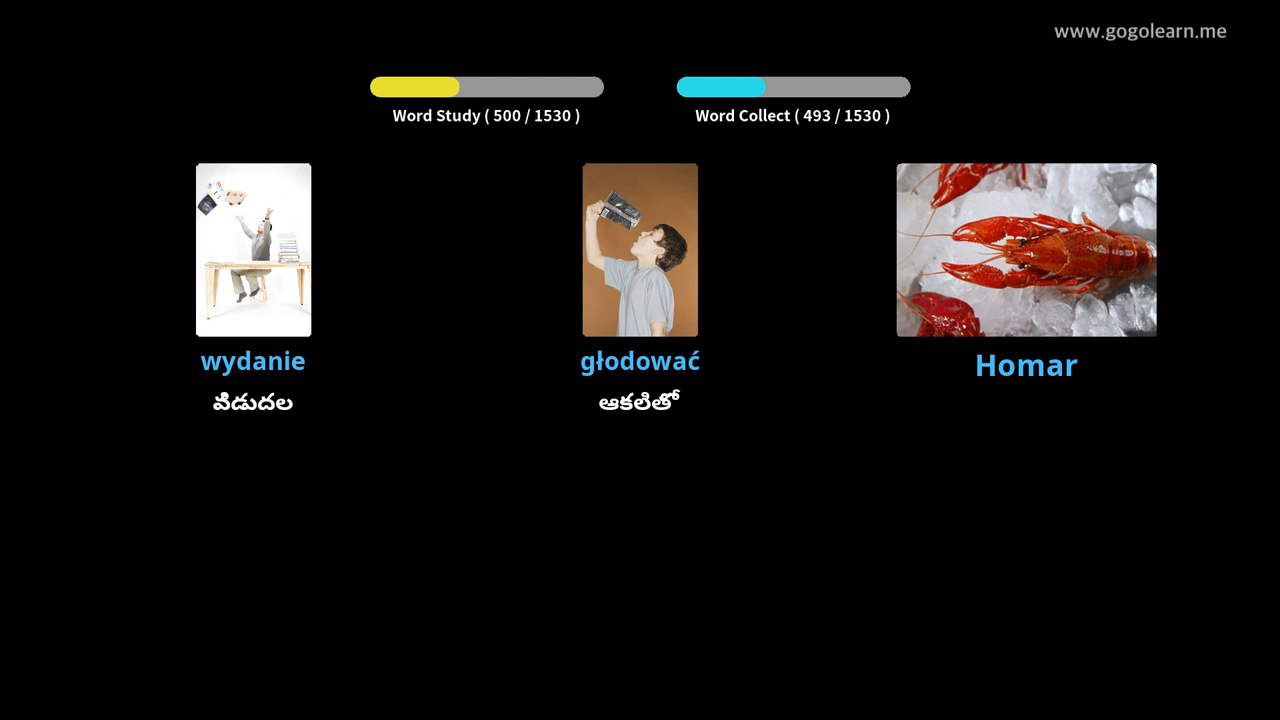 www.gogolearn.me
Word Study ( 500 / 1530 )
Word Collect ( 493 / 1530 )
wydanie
głodować
Homar
విడుదల
ఆకలితో